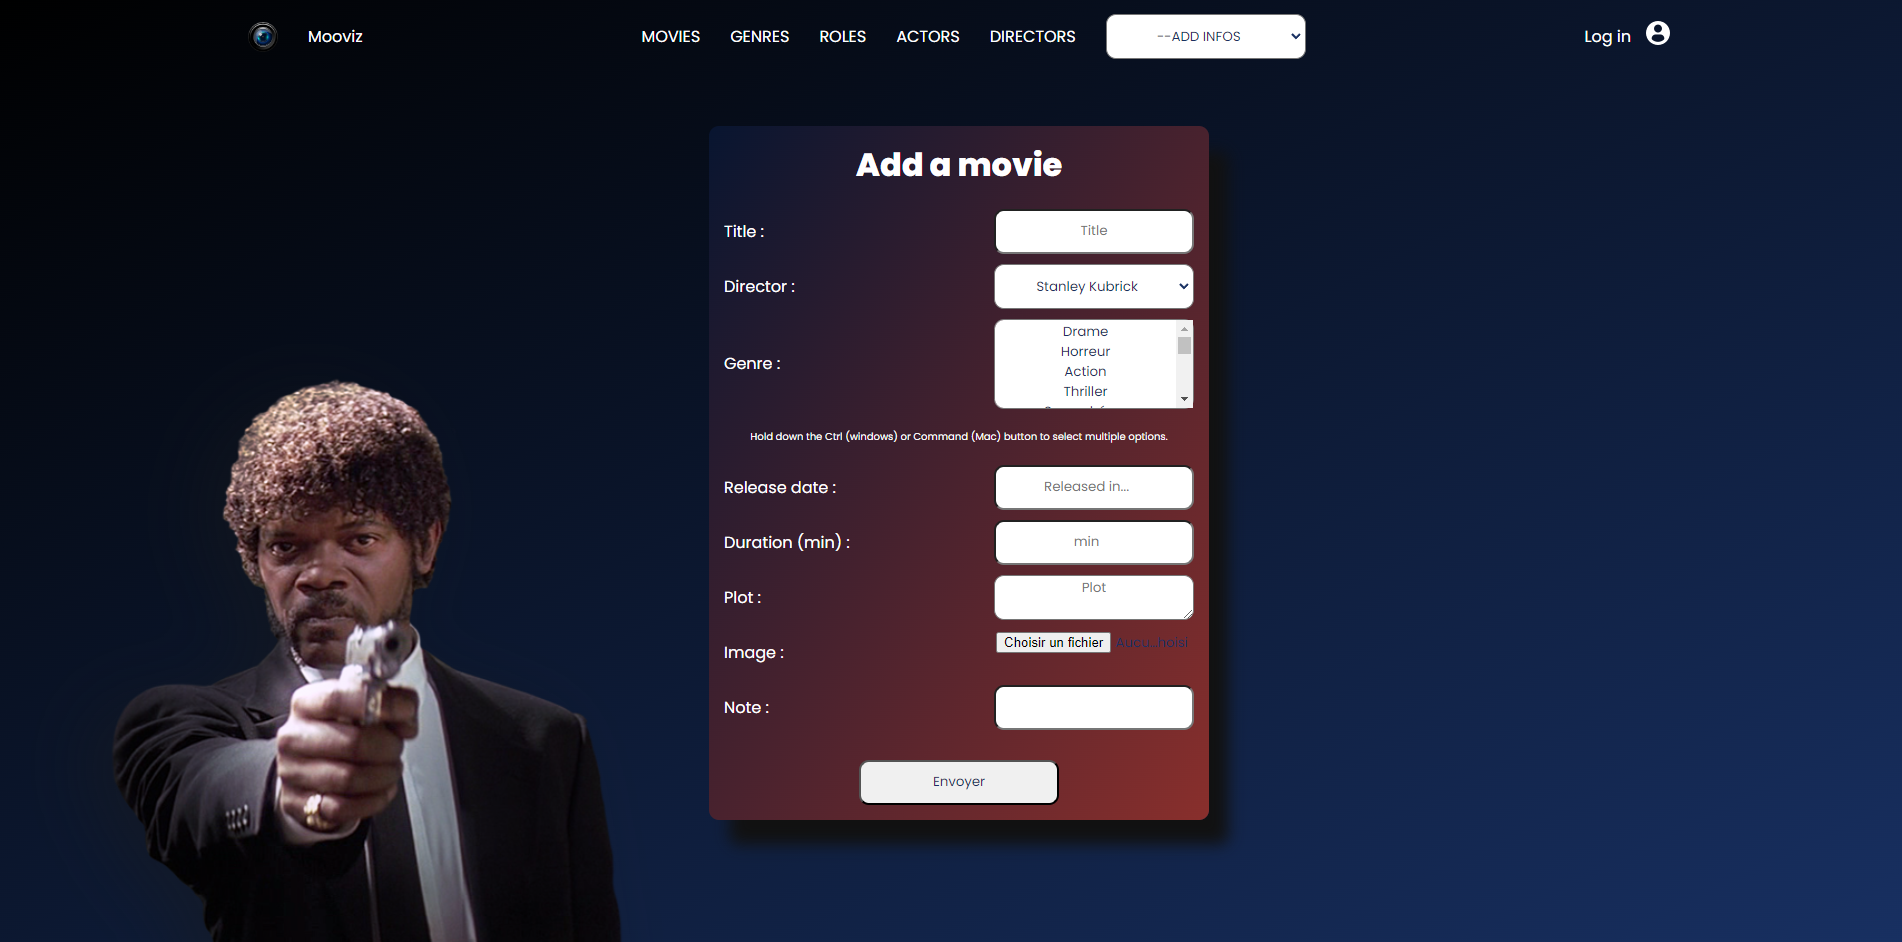 Mooviz MOVIES GENRES ROLES ACTORS DIRECTORS --ADD INFOS Log in
Add a movie
Title : Title
Director : Stanley Kubrick
Drame
Horreur
Genre :
Action
Thriller
Hold down the Ctrl (windows) or Command (Mac) button to select multiple options.
Release date : Released in...
Duration (min) : min
Plot : Plot
Image : Choisir un fichier Aucu...hoisi
Note :
Envoyer